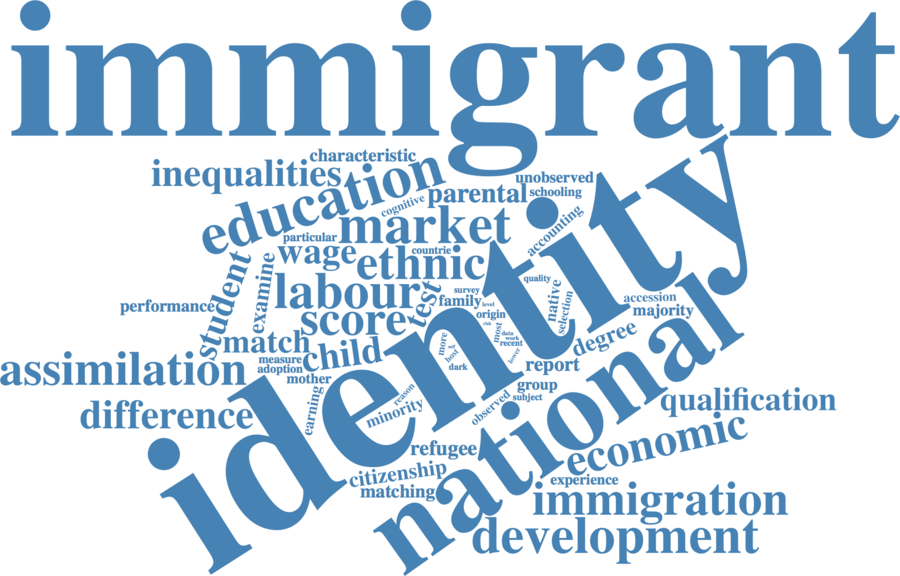 immigrant
characteristic
inequalities
education
cognitive
parental
unobserved
schooling
particular
market
accounting
wage
countrie
ethnic
identity
student
examine
labour
test
survey
family
level
quality
native
selection
origin
performance
score
accession
majority
match
measure
adoption
child
mother
more
host
dark
most
data
work
recent
lower
degree
national
assimilation
report
group
subject
observed
difference
earning
reason
minority
qualification
economic
refugee
citizenship
matching
experience
immigration
development